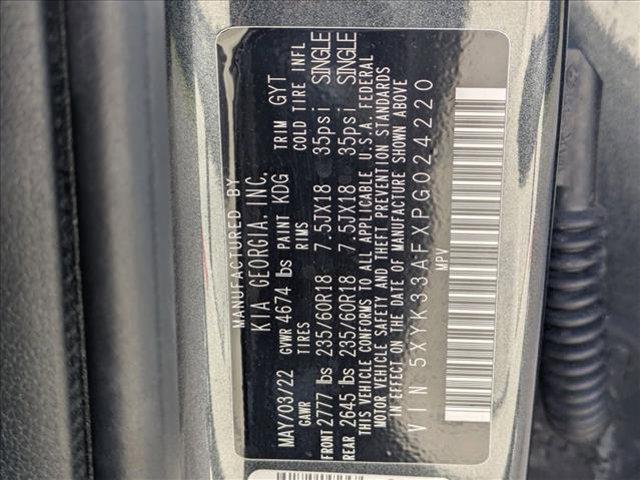 MANUFACTURED BY
KIA GEORGIA INC.
MAY/03/22 GVWR 4674 lbs PAINT KDG TRIM GYT
GAWR TIRES RIMS COLD TIRE INFL
FRONT 2777 lbs 235/60R18 7.5JX18 35psi SINGLE
REAR 2645 lbs 235/60R18 7.5JX18 35psi SINGLE
THIS VEHICLE CONFORMS TO ALL APPLICABLE U.S.A. FEDERAL
MOTOR VEHICLE SAFETY AND THEFT PREVENTION STANDARDS
IN EFFECT ON THE DATE OF MANUFACTURE SHOWN ABOVE
VIN 5XYK33AFXPG024220
MPV